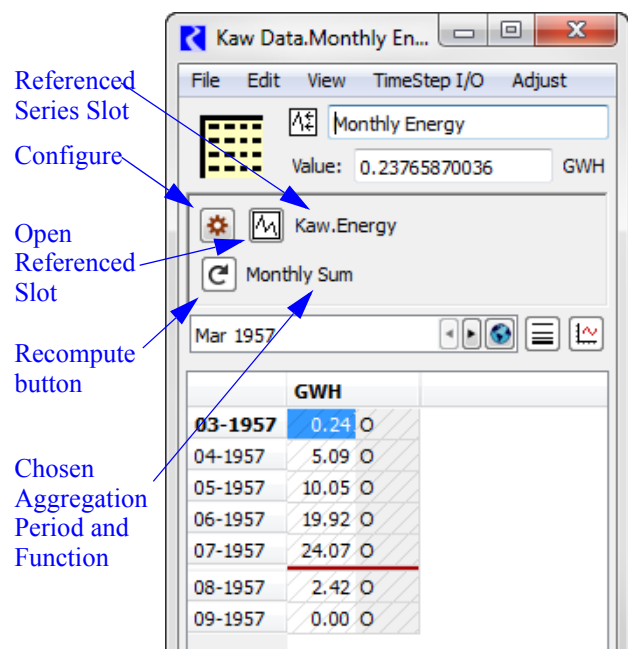 Kaw Data.Monthly En...
File Edit View TimeStep I/O Adjust
Monthly Energy
Value: 0.23765870036 GWH
Kaw.Energy
Monthly Sum
Mar 1957
GWH
03-1957 0.24 O
04-1957 5.09 O
05-1957 10.05 O
06-1957 19.92 O
07-1957 24.07 O
08-1957 2.42 O
09-1957 0.00 O
Referenced
Series Slot
Configure
Open
Referenced
Slot
Recompute
button
Chosen
Aggregation
Period and
Function